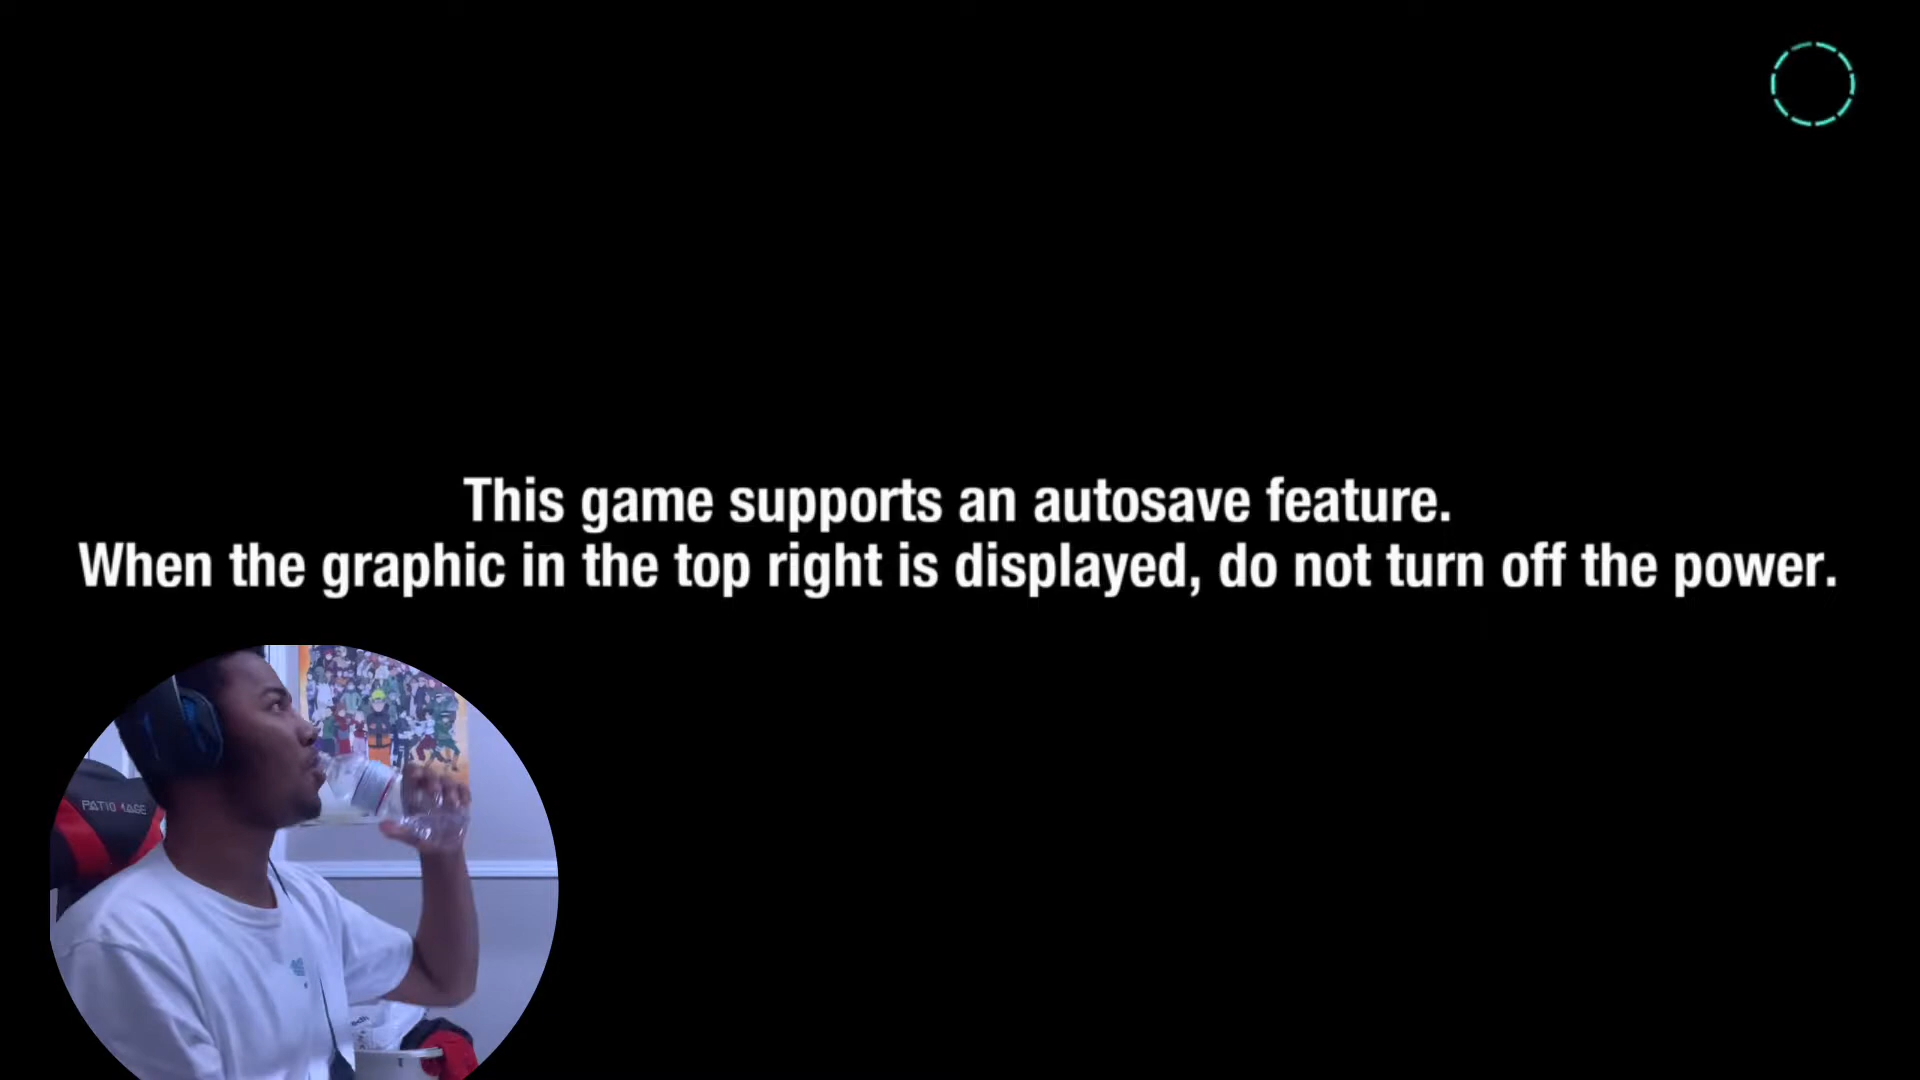 This game supports an autosave feature.
When the graphic in the top right is displayed, do not turn off the power.